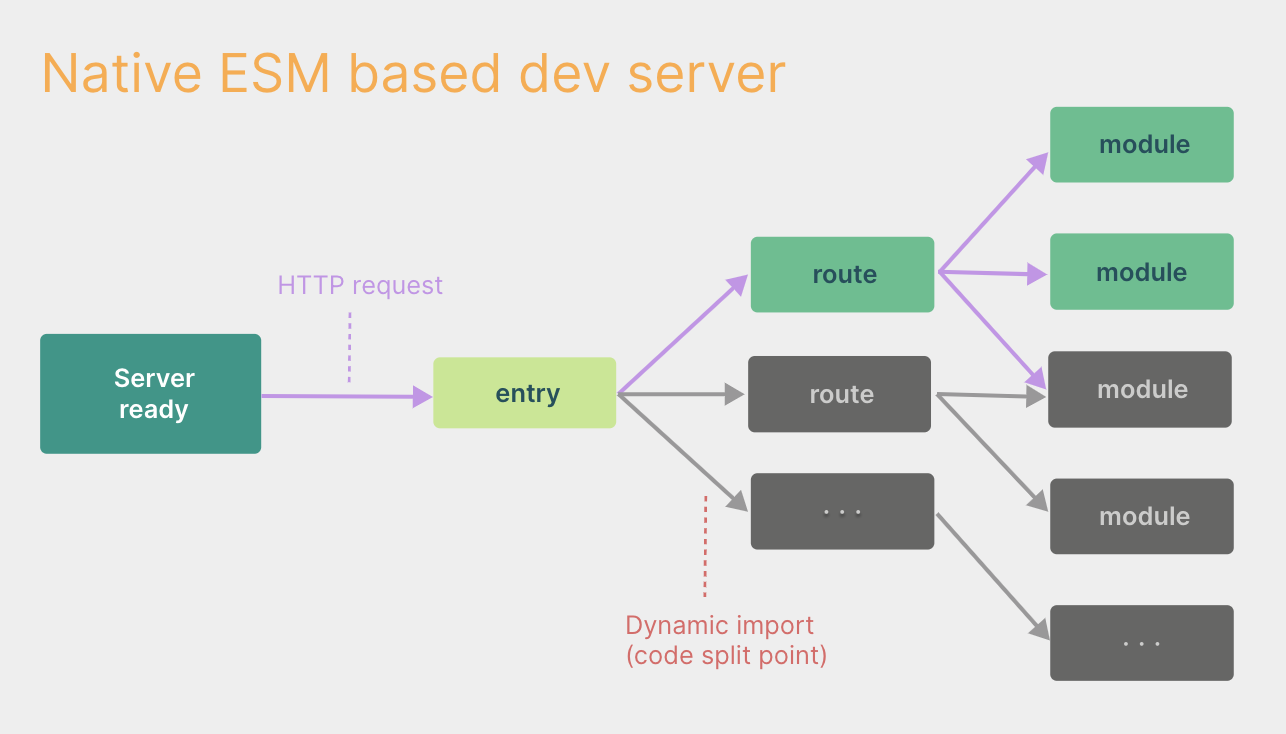 Native ESM based dev server
module
HTTP request
route
module
Server
ready
entry
route
module
. . .
module
Dynamic import
(code split point)
. . .